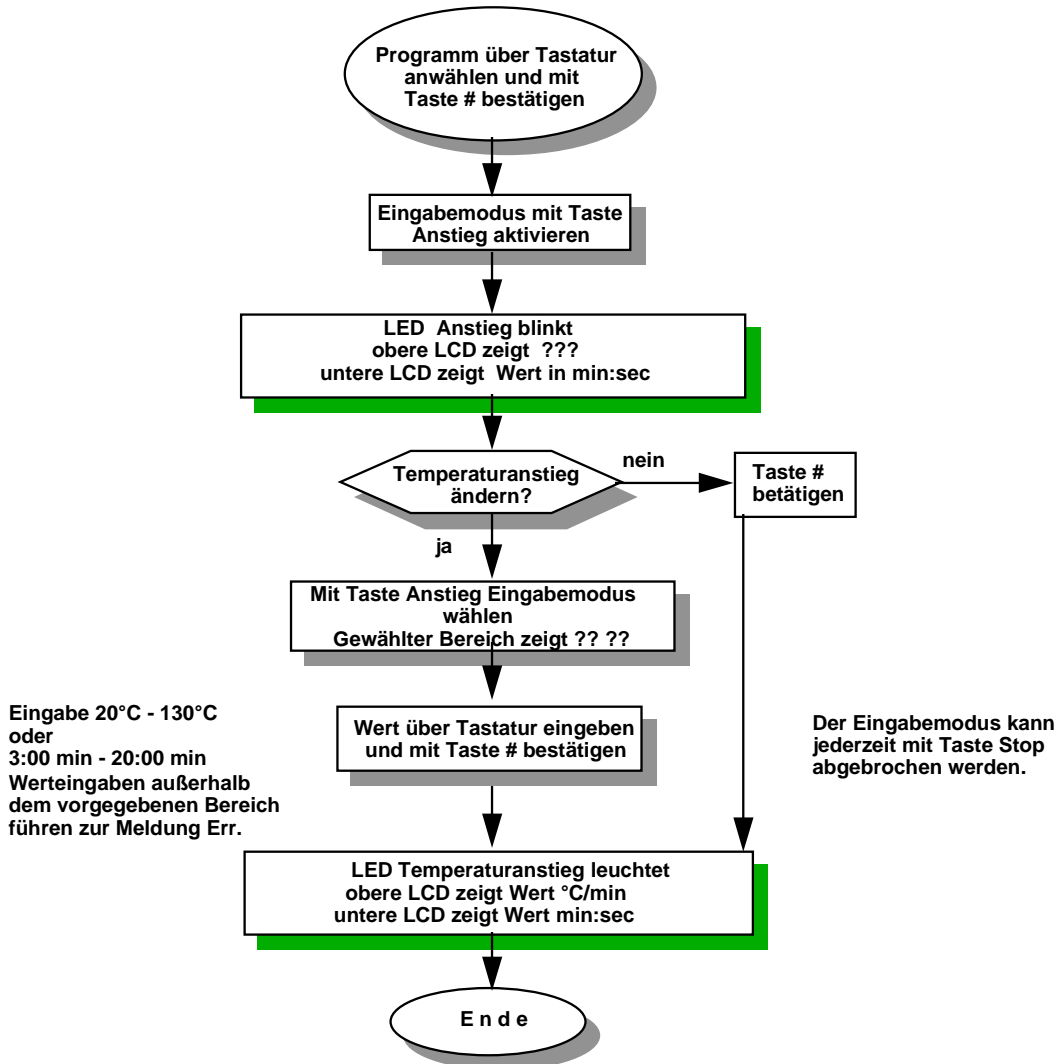 Programm über Tastatur
anwählen und mit
Taste # bestätigen
Eingabemodus mit Taste
Anstieg aktivieren
LED Anstieg blinkt
obere LCD zeigt ???
untere LCD zeigt Wert in min:sec
Temperaturanstieg
ändern?
nein
Taste #
betätigen
ja
Mit Taste Anstieg Eingabemodus
wählen
Gewählter Bereich zeigt ?? ??
Eingabe 20°C - 130°C
oder
3:00 min - 20:00 min
Werteingaben außerhalb
dem vorgegebenen Bereich
führen zur Meldung Err.
Wert über Tastatur eingeben
und mit Taste # bestätigen
Der Eingabemodus kann
jederzeit mit Taste Stop
abgebrochen werden.
LED Temperaturanstieg leuchtet
obere LCD zeigt Wert °C/min
untere LCD zeigt Wert min:sec
E n d e